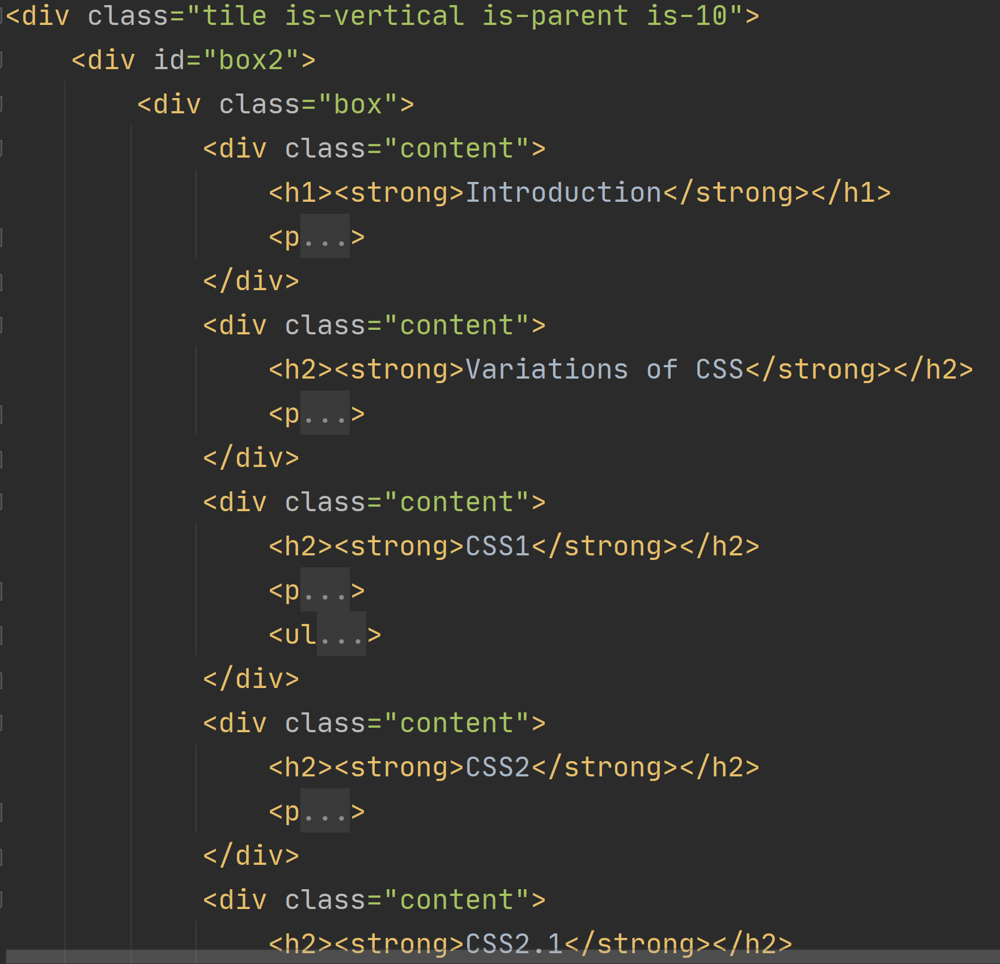 <div class="tile is-vertical is-parent is-10">
    <div id="box2">
        <div class="box">
            <div class="content">
                <h1><strong>Introduction</strong></h1>
                <p...>
            </div>
            <div class="content">
                <h2><strong>Variations of CSS</strong></h2>
                <p...>
            </div>
            <div class="content">
                <h2><strong>CSS1</strong></h2>
                <p...>
                <ul...>
            </div>
            <div class="content">
                <h2><strong>CSS2</strong></h2>
                <p...>
            </div>
            <div class="content">
                <h2><strong>CSS2.1</strong></h2>